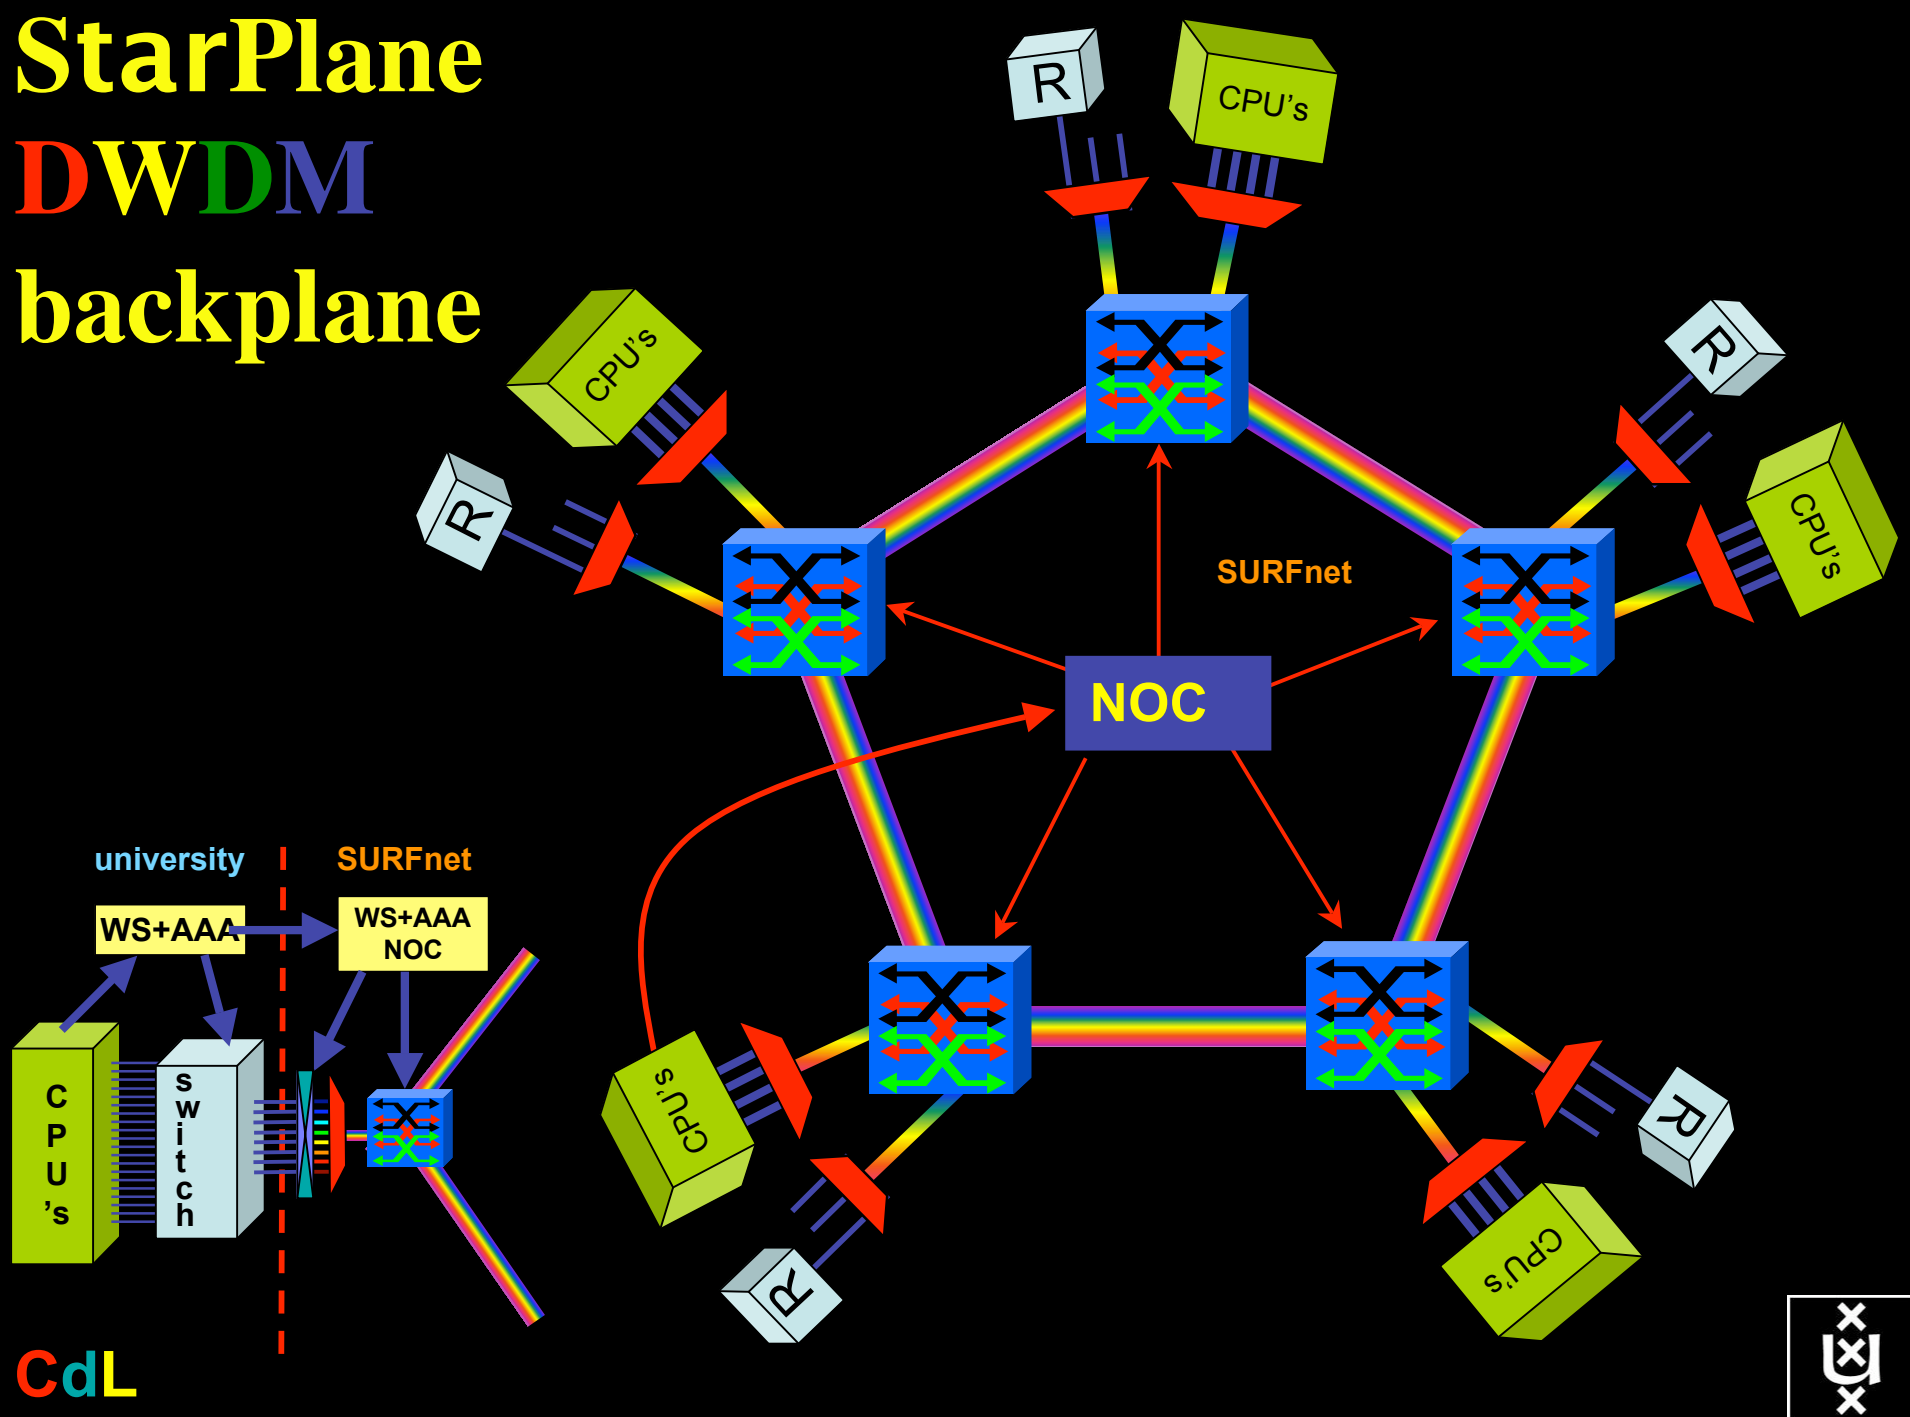 StarPlane
DWDM
backplane
R
CPU's
CPU's
R
R
CPU's
SURFnet
NOC
university
SURFnet
WS+AAA
WS+AAA
NOC
C
P
U
's
s
w
i
t
c
h
CPU's
R
R
CPU's
CdL
u